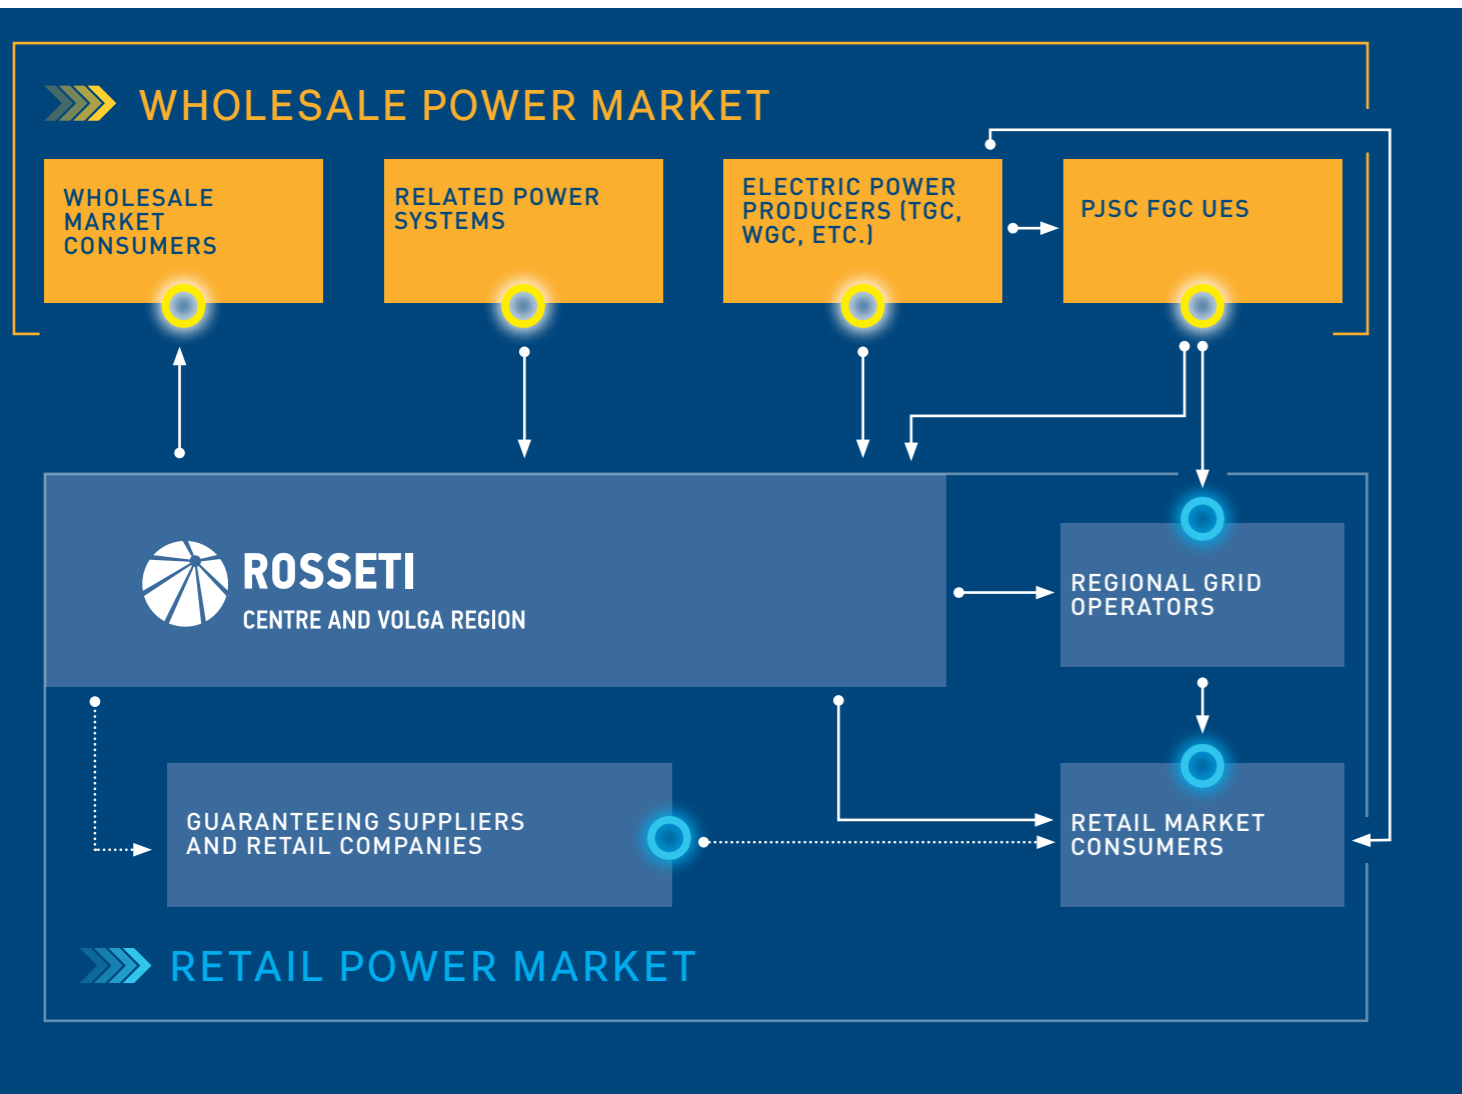 WHOLESALE POWER MARKET
WHOLESALE
MARKET
CONSUMERS
RELATED POWER
SYSTEMS
ELECTRIC POWER
PRODUCERS (TGC,
WGC, ETC.)
PJSC FGC UES
ROSSETI
CENTRE AND VOLGA REGION
REGIONAL GRID
OPERATORS
GUARANTEEING SUPPLIERS
AND RETAIL COMPANIES
RETAIL MARKET
CONSUMERS
RETAIL POWER MARKET